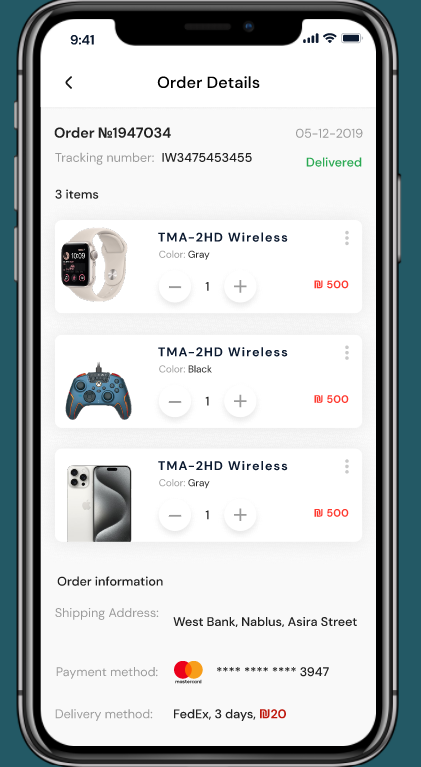 9:41
Order Details
Order №1947034
05-12-2019
Tracking number: IW3475453455
Delivered
3 items
TMA-2HD Wireless
Color: Gray
1
₪ 500
TMA-2HD Wireless
Color: Black
1
₪ 500
TMA-2HD Wireless
Color: Gray
1
₪ 500
Order information
Shipping Address:
West Bank, Nablus, Asira Street
Payment method:
mastercard
**** **** **** 3947
Delivery method:
FedEx, 3 days, ₪20